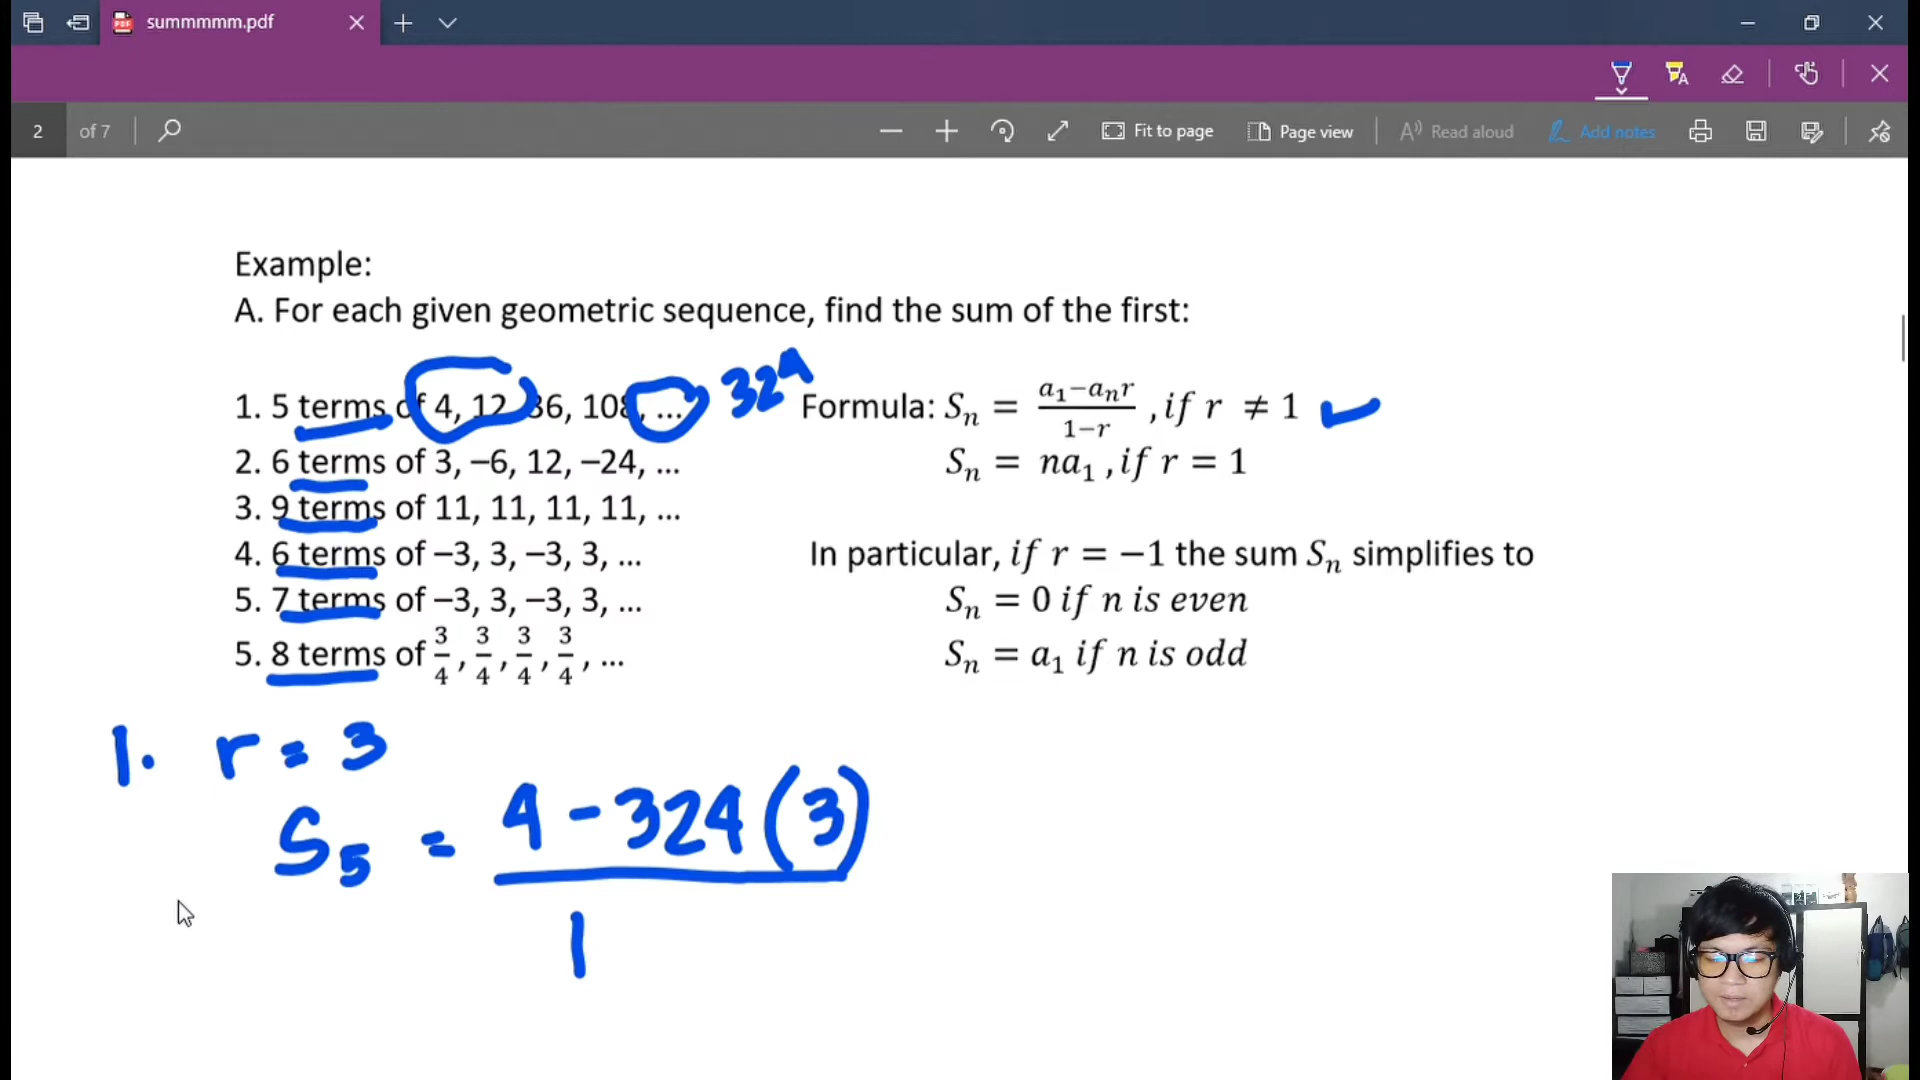 summmmm.pdf
2 of 7 Fit to page Page view Read aloud Add notes
Example:
A. For each given geometric sequence, find the sum of the first:
1. 5 terms of 4, 12, 36, 108, ... 324
2. 6 terms of 3, –6, 12, –24, ...
3. 9 terms of 11, 11, 11, 11, ...
4. 6 terms of –3, 3, –3, 3, ...
5. 7 terms of –3, 3, –3, 3, ...
5. 8 terms of 3/4, 3/4, 3/4, 3/4, ...
Formula: Sₙ = (a₁−aₙr)/(1−r) , if r ≠ 1
Sₙ = na₁ , if r = 1
In particular, if r = −1 the sum Sₙ simplifies to
Sₙ = 0 if n is even
Sₙ = a₁ if n is odd
1. r = 3
S₅ = 4 - 324 (3)
1